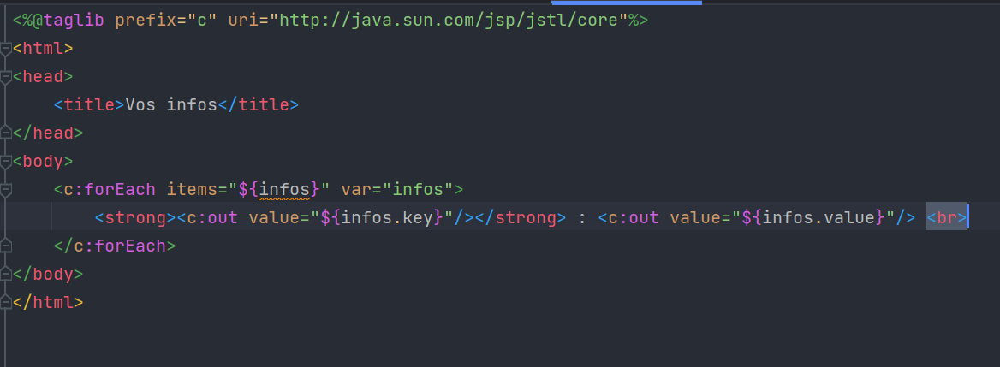 <%@taglib prefix="c" uri="http://java.sun.com/jsp/jstl/core"%>
<html>
<head>
    <title>Vos infos</title>
</head>
<body>
    <c:forEach items="${infos}" var="infos">
        <strong><c:out value="${infos.key}"/></strong> : <c:out value="${infos.value}"/> <br>
    </c:forEach>
</body>
</html>